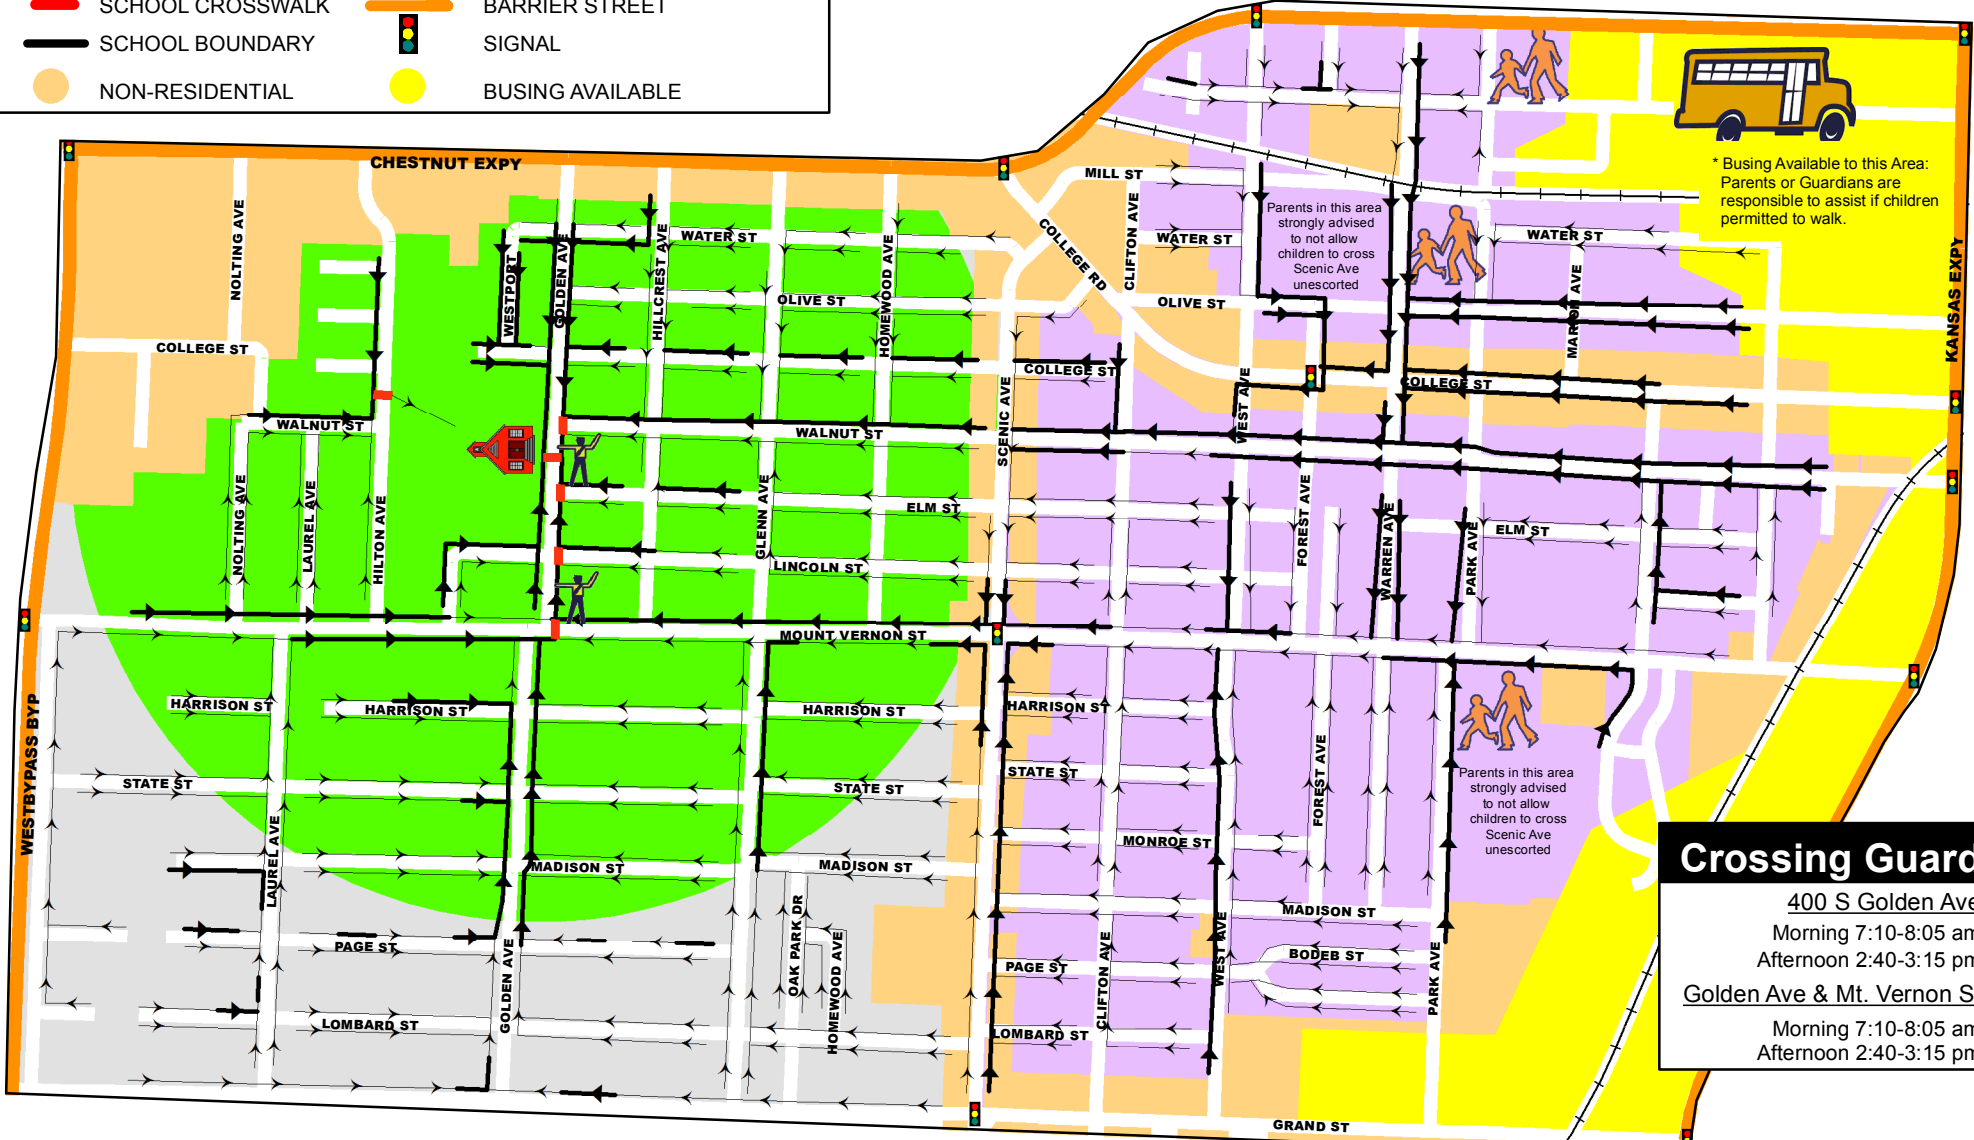 SCHOOL CROSSWALK
BARRIER STREET
SCHOOL BOUNDARY
SIGNAL
NON-RESIDENTIAL
BUSING AVAILABLE
CHESTNUT EXPY
MILL ST
* Busing Available to this Area:
Parents or Guardians are
responsible to assist if children
permitted to walk.
Parents in this area
strongly advised
to not allow
children to cross
Scenic Ave
unescorted
NOLTING AVE
WATER ST
WATER ST
WATER ST
COLLEGE RD
CLIFTON AVE
WESTPORT
GOLDEN AVE
HILLCREST AVE
HOMEWOOD AVE
OLIVE ST
OLIVE ST
MARION AVE
KANSAS EXPY
COLLEGE ST
COLLEGE ST
COLLEGE ST
WALNUT ST
WALNUT ST
SCENIC AVE
WEST AVE
NOLTING AVE
LAUREL AVE
HILTON AVE
GLENN AVE
ELM ST
ELM ST
FOREST AVE
WARREN AVE
PARK AVE
LINCOLN ST
MOUNT VERNON ST
WESTBYPASS BYP
HARRISON ST
HARRISON ST
HARRISON ST
HARRISON ST
STATE ST
STATE ST
STATE ST
FOREST AVE
Parents in this area
strongly advised
to not allow
children to cross
Scenic Ave
unescorted
LAUREL AVE
MADISON ST
MADISON ST
MONROE ST
MADISON ST
PAGE ST
PAGE ST
BODEB ST
GOLDEN AVE
OAK PARK DR
HOMEWOOD AVE
CLIFTON AVE
WEST AVE
PARK AVE
LOMBARD ST
LOMBARD ST
GRAND ST
Crossing Guard
400 S Golden Ave
Morning 7:10-8:05 am
Afternoon 2:40-3:15 pm
Golden Ave & Mt. Vernon S
Morning 7:10-8:05 am
Afternoon 2:40-3:15 pm